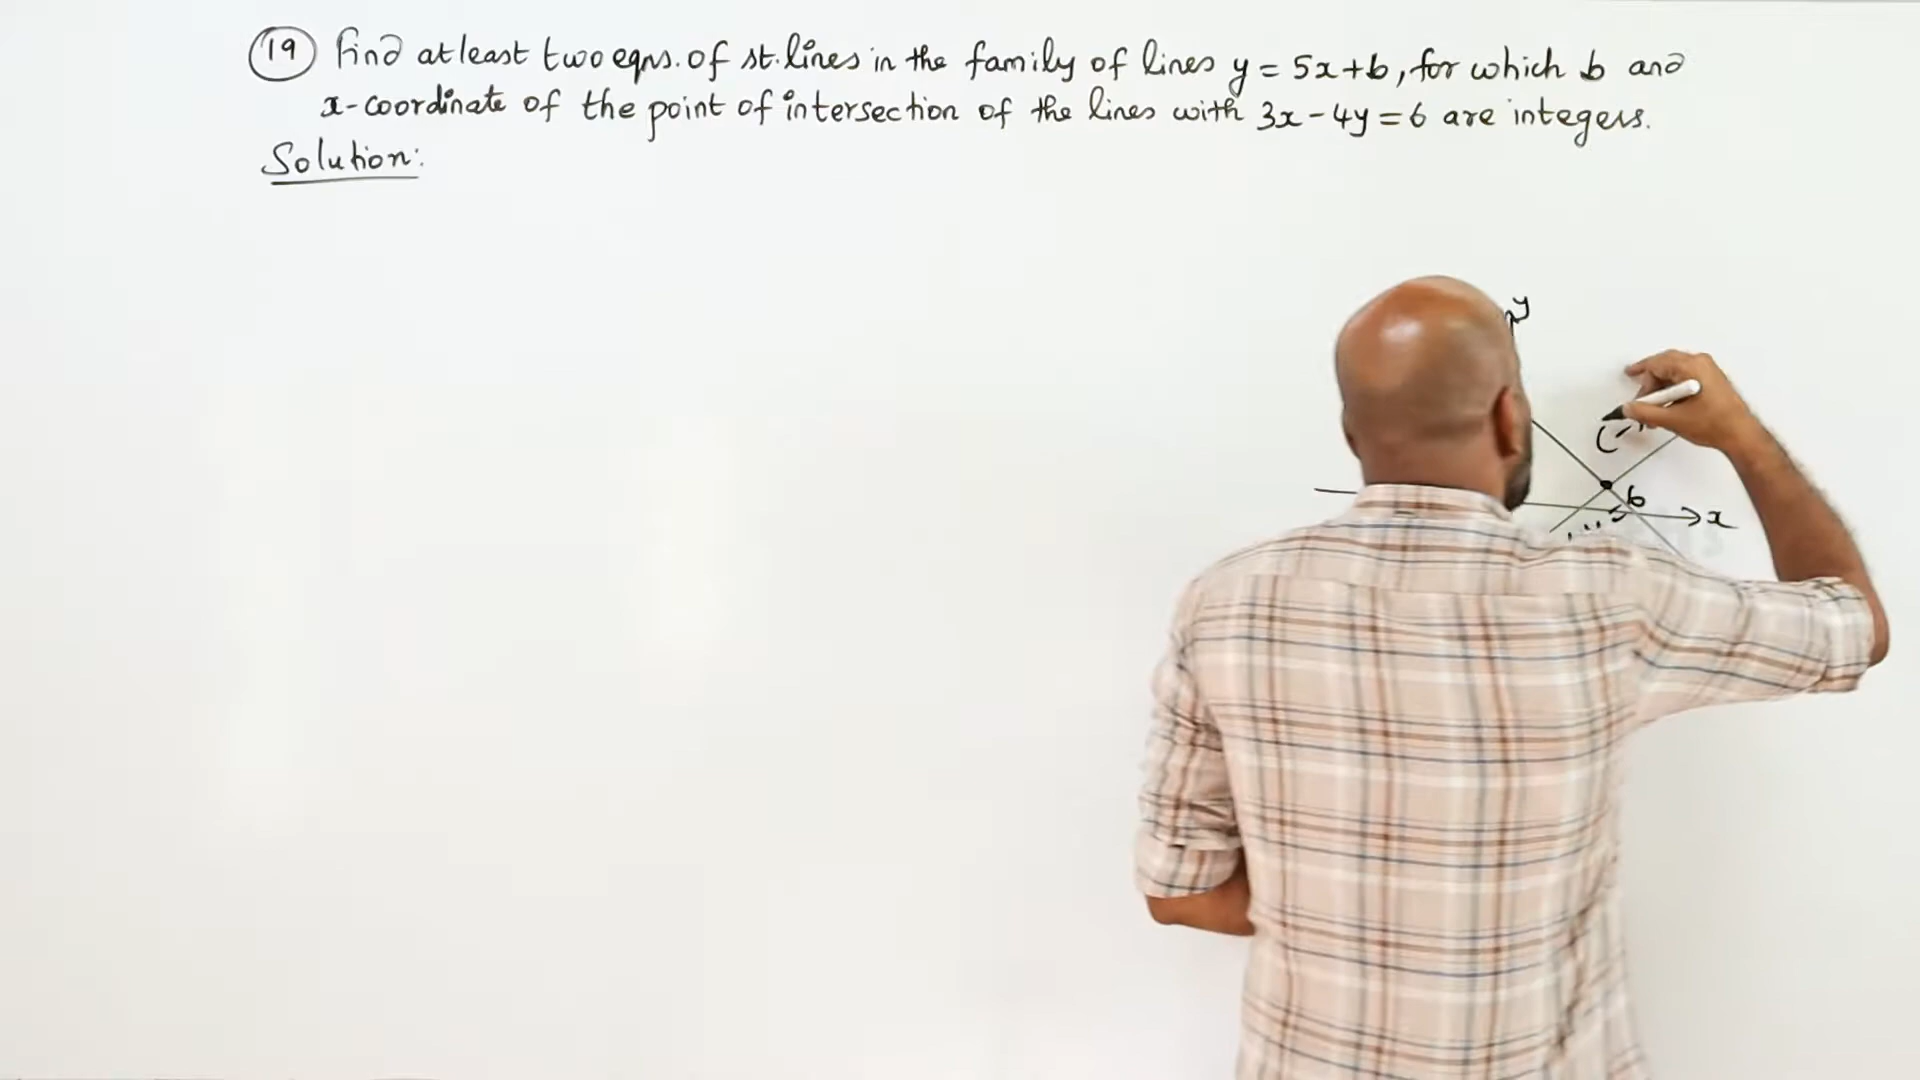 19 Find atleast two eqns. of st. lines in the family of lines y = 5x+b, for which b and
x-coordinate of the point of intersection of the lines with 3x-4y=6 are integers.
Solution:
y
b
x